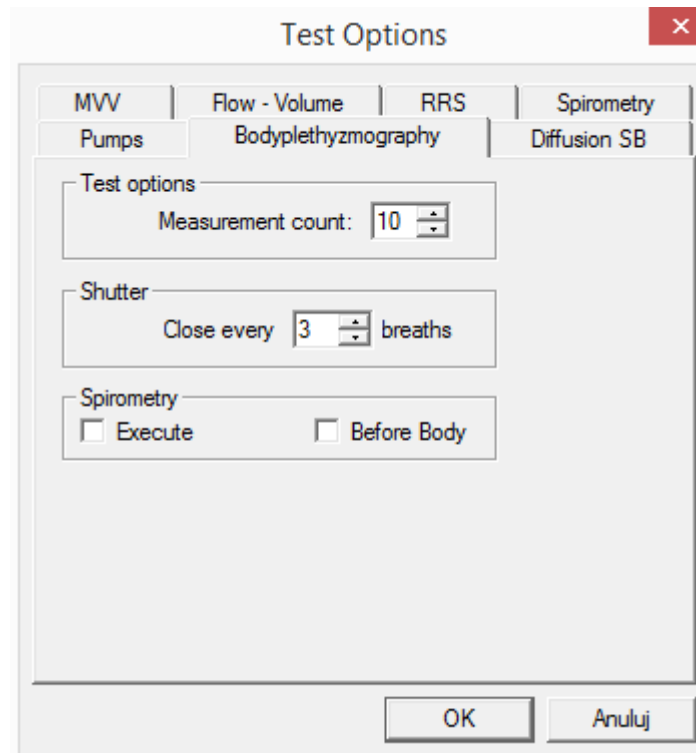 Test Options
MVV Flow - Volume RRS Spirometry
Pumps Bodyplethyzmography Diffusion SB
Test options
Measurement count: 10
Shutter
Close every 3 breaths
Spirometry
Execute Before Body
OK Anuluj